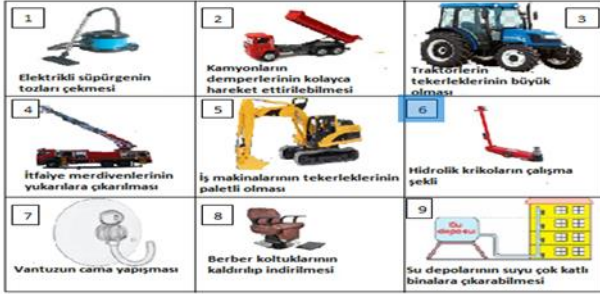 1
Elektrikli süpürgenin
tozları çekmesi
2
Kamyonların
demperlerinin kolayca
hareket ettirilebilmesi
3
Traktörlerin
tekerleklerinin büyük
olması
4
İtfaiye merdivenlerinin
yukarılara çıkarılması
5
İş makinalarının tekerleklerinin
paletli olması
6
Hidrolik krikoların çalışma
şekli
7
Vantuzun cama yapışması
8
Berber koltuklarının
kaldırılıp indirilmesi
9
Su
deposu
Su depolarının suyu çok katlı
binalara çıkarabilmesi